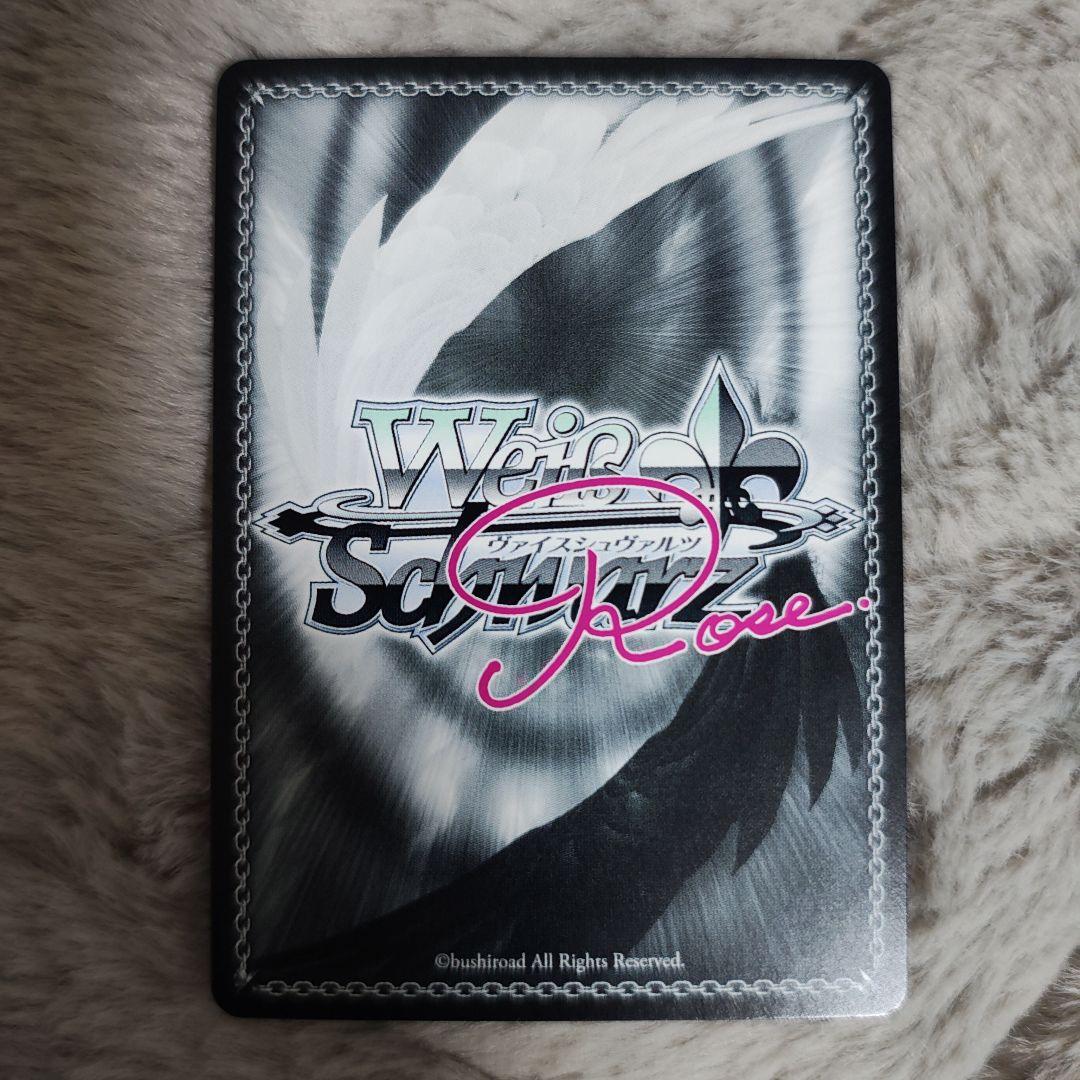 Weiß
ヴァイスシュヴァルツ
Schwarz
Rose.
©bushiroad All Rights Reserved.